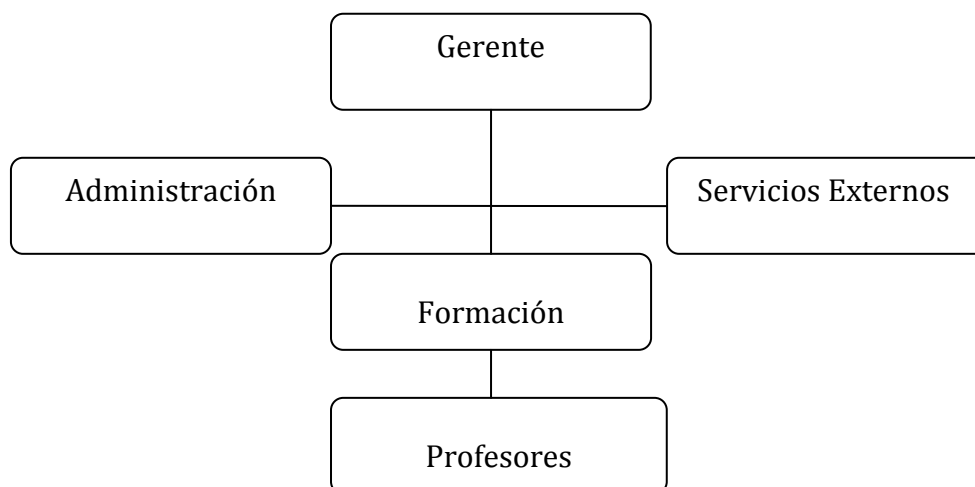 Gerente
Administración
Servicios Externos
Formación
Profesores